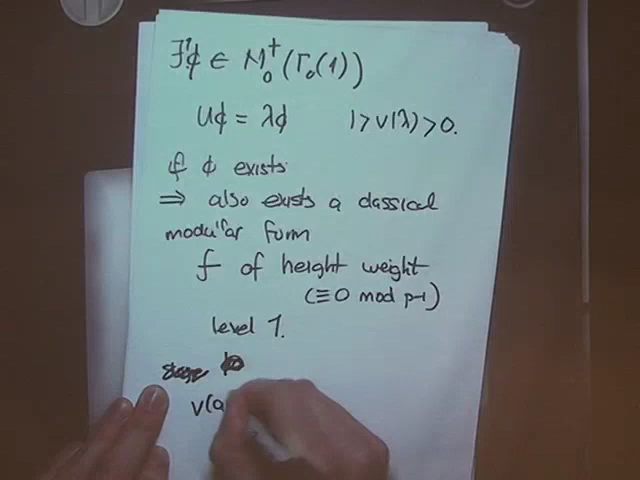 ∃?ϕ ∈ M₀†(Γ₀(1))
Uϕ = λϕ 1 > v(λ) > 0.
if ϕ exists
⇒ also exists a classical
modular form
f of height weight
(≡ 0 mod p-1)
level 1.
v(a